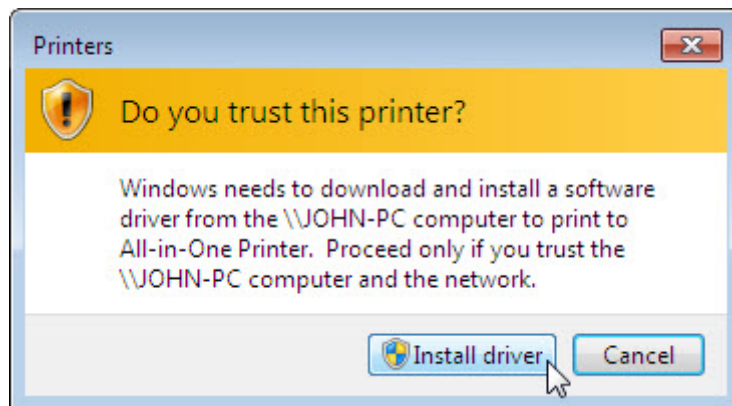 Printers
Do you trust this printer?
Windows needs to download and install a software
driver from the \\JOHN-PC computer to print to
All-in-One Printer.  Proceed only if you trust the
\\JOHN-PC computer and the network.
Install driver
Cancel